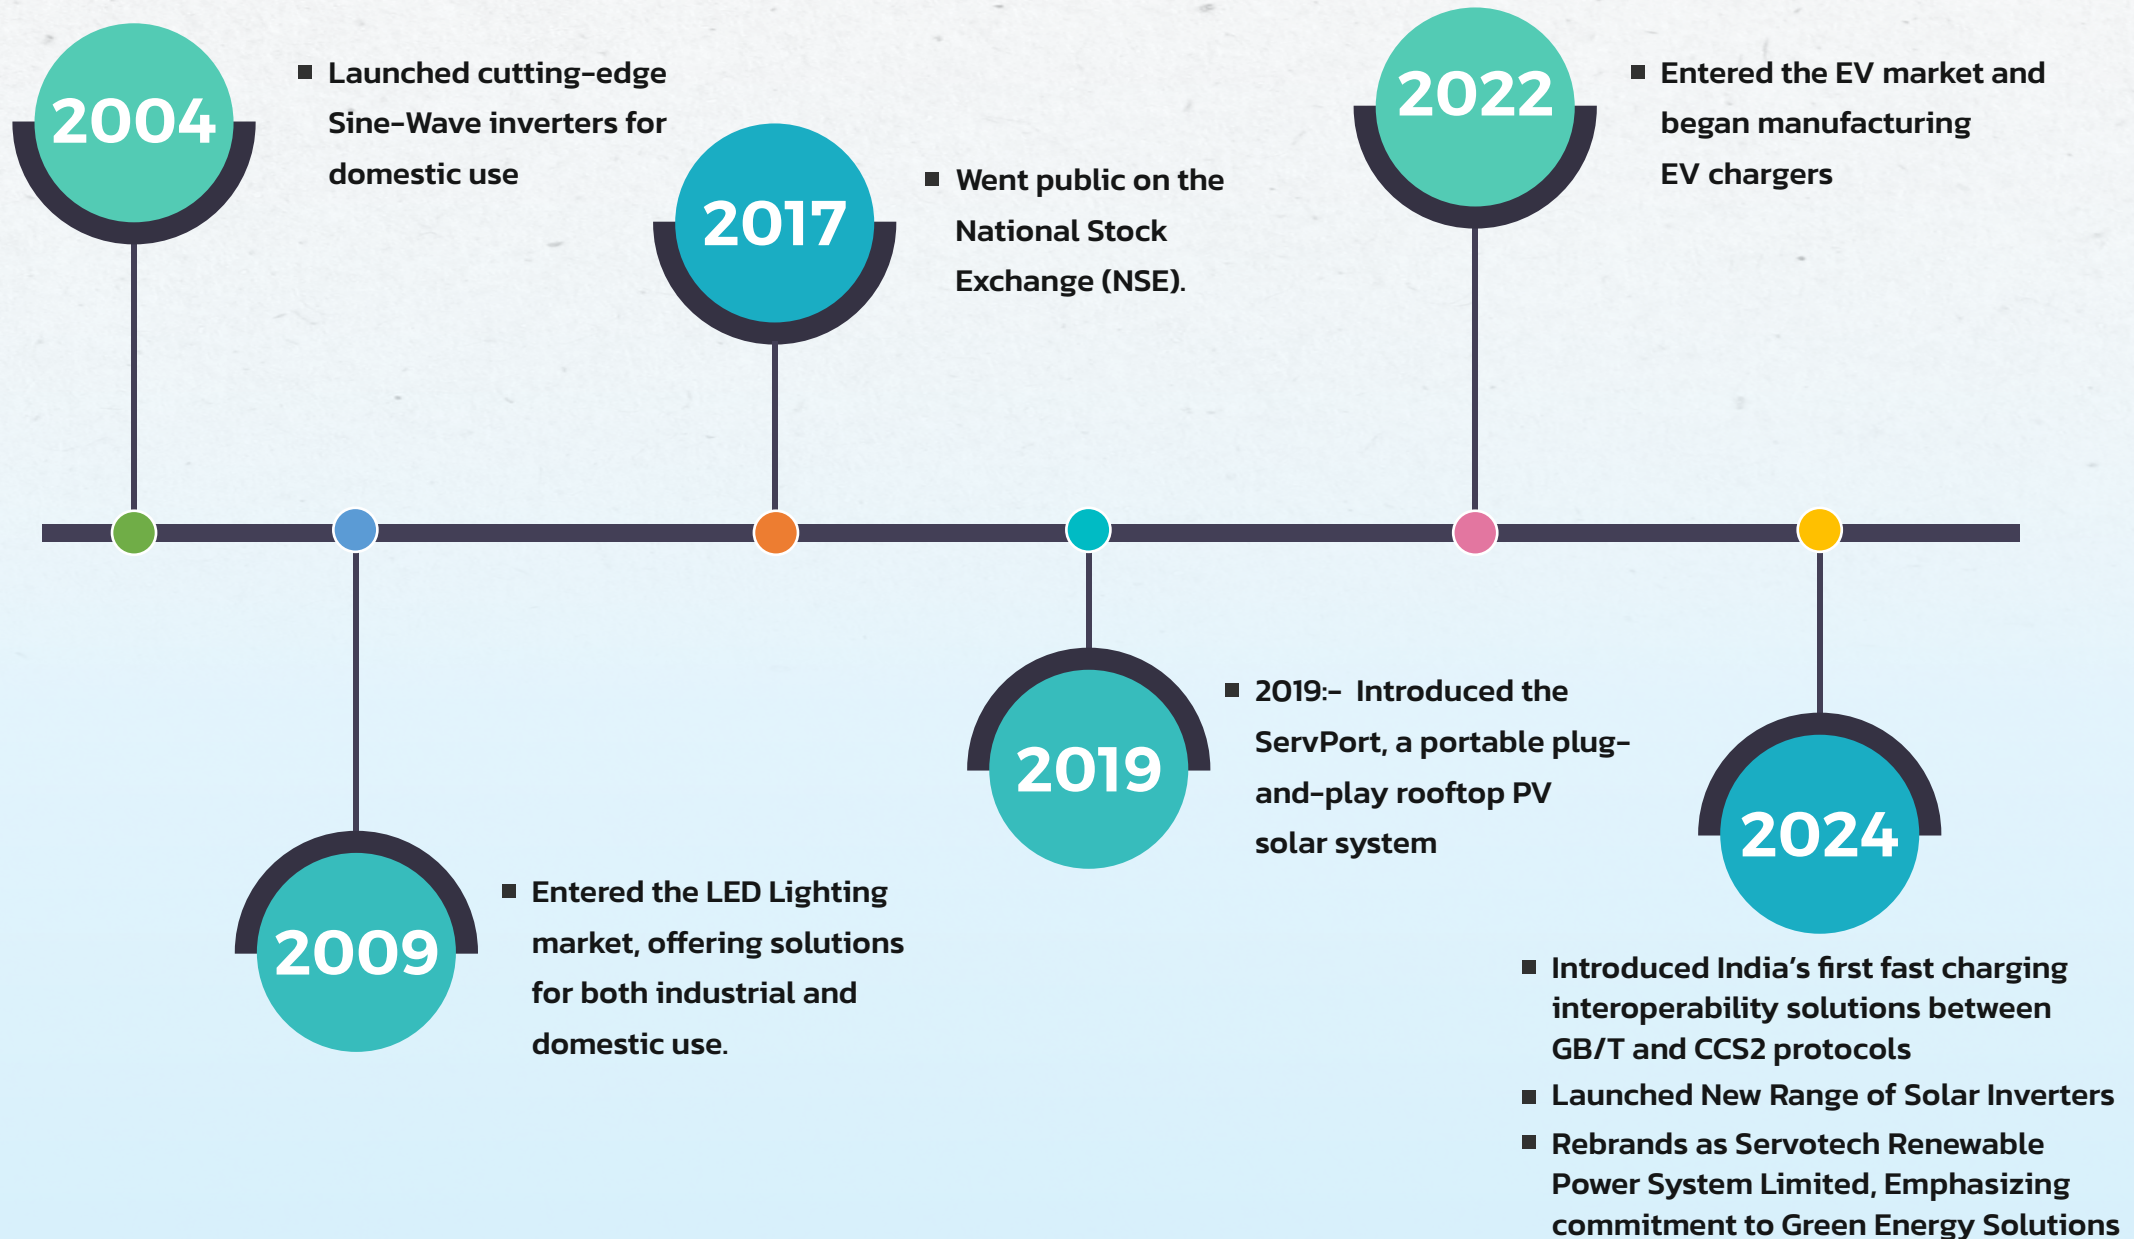 2004
Launched cutting-edge
Sine-Wave inverters for
domestic use
2009
Entered the LED Lighting
market, offering solutions
for both industrial and
domestic use.
2017
Went public on the
National Stock
Exchange (NSE).
2019
2019:- Introduced the
ServPort, a portable plug-
and-play rooftop PV
solar system
2022
Entered the EV market and
began manufacturing
EV chargers
2024
Introduced India’s first fast charging
interoperability solutions between
GB/T and CCS2 protocols
Launched New Range of Solar Inverters
Rebrands as Servotech Renewable
Power System Limited, Emphasizing
commitment to Green Energy Solutions